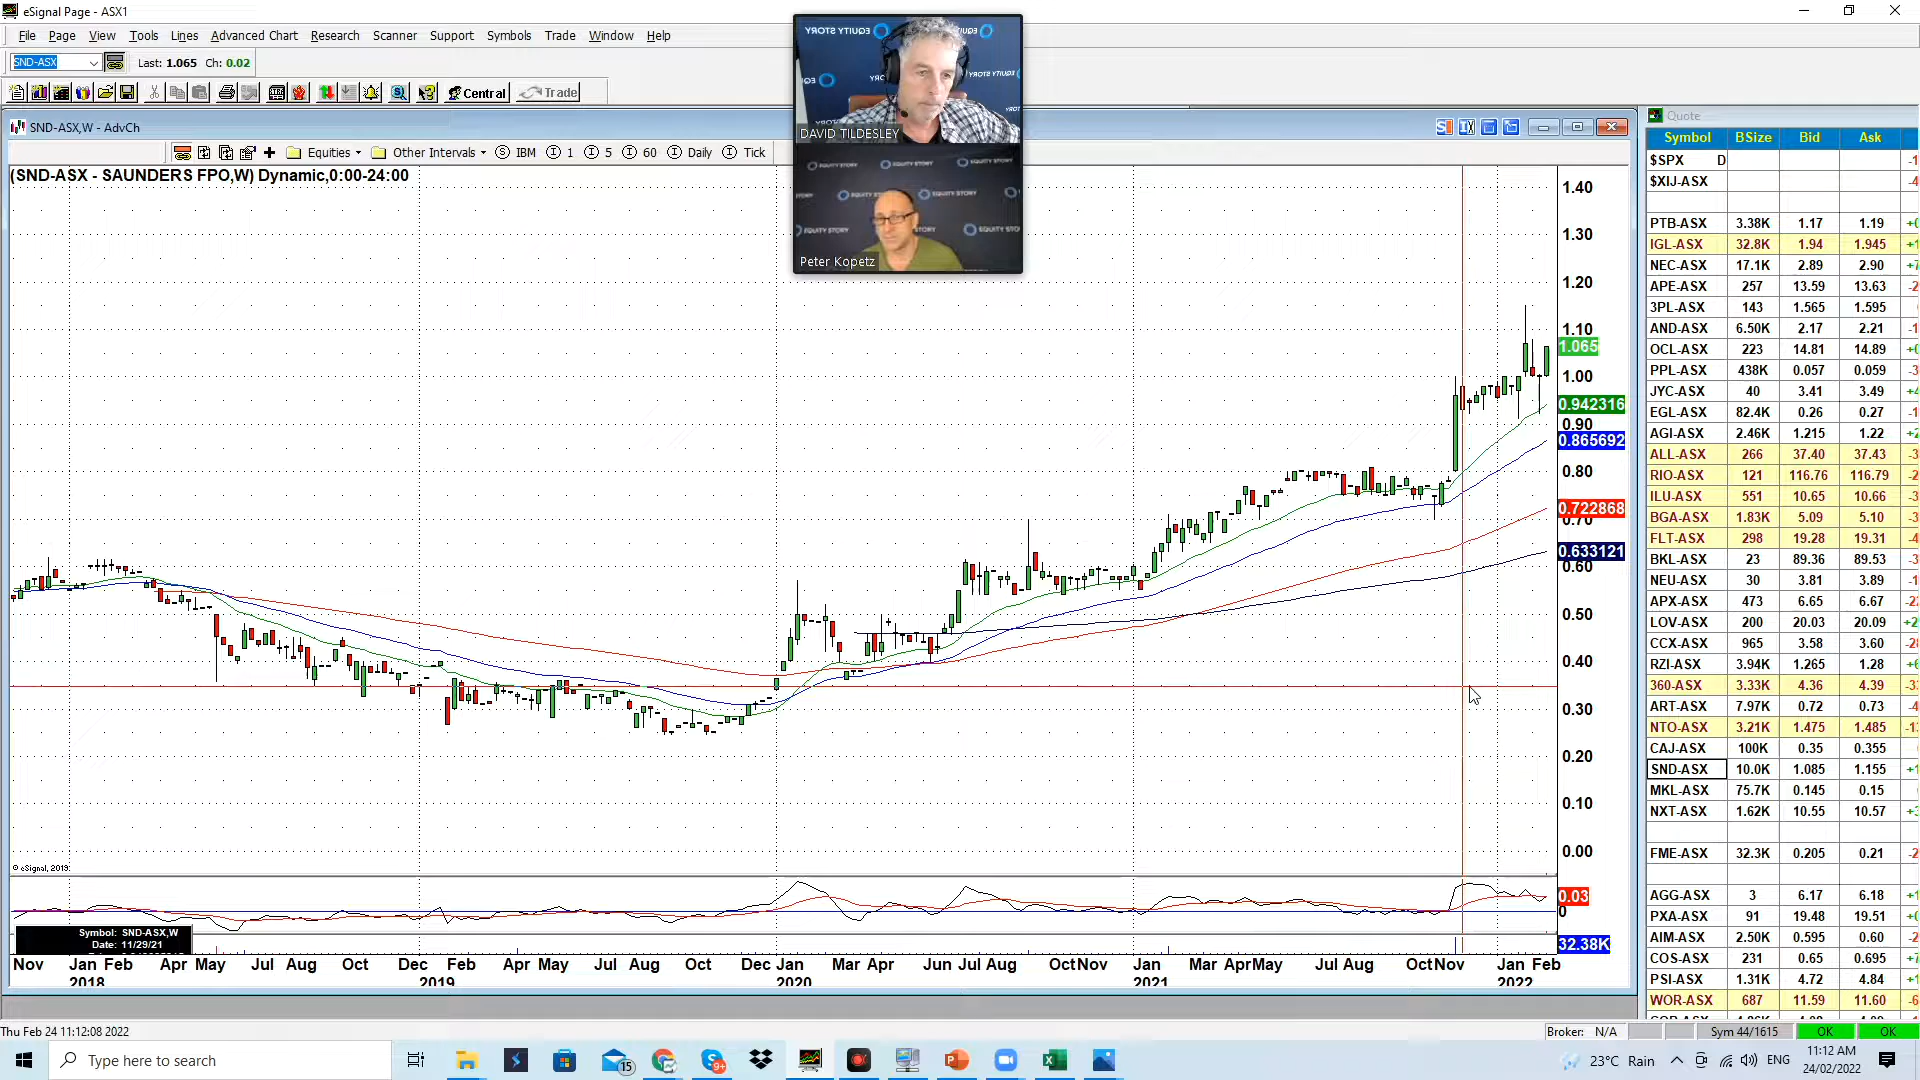 eSignal Page - ASX1
File Page View Tools Lines Advanced Chart Research Scanner Support Symbols Trade Window Help
SND-ASX Last: 1.065 Ch: 0.02
Central Trade
SND-ASX,W - AdvCh
Equities Other Intervals IBM 1 5 60 Daily Tick
(SND-ASX - SAUNDERS FPO,W) Dynamic,0:00-24:00
EQUITY STORY
DAVID TILDESLEY
EQUITY STORY
Peter Kopetz
1.40
1.30
1.20
1.10
1.065
1.00
0.942316
0.90
0.865692
0.80
0.722868
0.70
0.633121
0.60
0.50
0.40
0.30
0.20
0.10
0.00
© eSignal, 2019
0.03
0
Symbol: SND-ASX,W
Date: 11/29/21
32.38K
Nov Jan Feb Apr May Jul Aug Oct Dec Feb Apr May Jul Aug Oct Dec Jan Mar Apr Jun Jul Aug Oct Nov Jan Mar Apr May Jul Aug Oct Nov Jan Feb
2018 2019 2020 2021 2022
Quote
Symbol BSize Bid Ask
$SPX D
$XIJ-ASX
PTB-ASX 3.38K 1.17 1.19
IGL-ASX 32.8K 1.94 1.945
NEC-ASX 17.1K 2.89 2.90
APE-ASX 257 13.59 13.63
3PL-ASX 143 1.565 1.595
AND-ASX 6.50K 2.17 2.21
OCL-ASX 223 14.81 14.89
PPL-ASX 438K 0.057 0.059
JYC-ASX 40 3.41 3.49
EGL-ASX 82.4K 0.26 0.27
AGI-ASX 2.46K 1.215 1.22
ALL-ASX 266 37.40 37.43
RIO-ASX 121 116.76 116.79
ILU-ASX 551 10.65 10.66
BGA-ASX 1.83K 5.09 5.10
FLT-ASX 298 19.28 19.31
BKL-ASX 23 89.36 89.53
NEU-ASX 30 3.81 3.89
APX-ASX 473 6.65 6.67
LOV-ASX 200 20.03 20.09
CCX-ASX 965 3.58 3.60
RZI-ASX 3.94K 1.265 1.28
360-ASX 3.33K 4.36 4.39
ART-ASX 7.97K 0.72 0.73
NTO-ASX 3.21K 1.475 1.485
CAJ-ASX 100K 0.35 0.355
SND-ASX 10.0K 1.085 1.155
MKL-ASX 75.7K 0.145 0.15
NXT-ASX 1.62K 10.55 10.57
FME-ASX 32.3K 0.205 0.21
AGG-ASX 3 6.17 6.18
PXA-ASX 91 19.48 19.51
AIM-ASX 2.50K 0.595 0.60
COS-ASX 231 0.65 0.695
PSI-ASX 1.31K 4.72 4.84
WOR-ASX 687 11.59 11.60
Thu Feb 24 11:12:08 2022
Broker: N/A Sym 44/1615 OK OK
Type here to search
15 9+
23°C Rain ENG 11:12 AM
24/02/2022